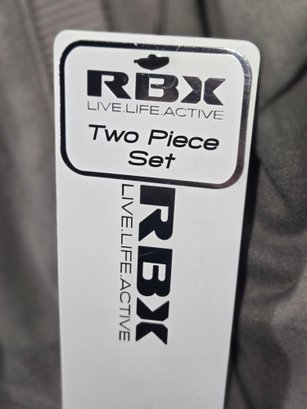 RBX
LIVE.LIFE.ACTIVE
Two Piece
Set
RBX
LIVE.LIFE.ACTIVE